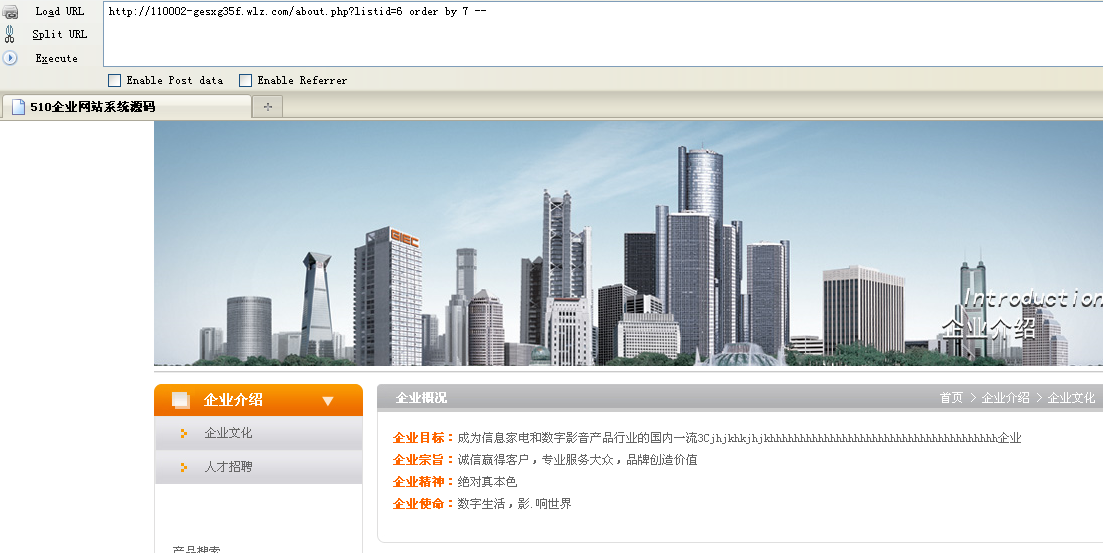 Load URL
http://110002-gesxg35f.wlz.com/about.php?listid=6 order by 7 --
Split URL
Execute
Enable Post data
Enable Referrer
510企业网站系统源码
GIEC
Introduction
企业介绍
企业介绍
企业概况
首页 > 企业介绍 > 企业文化
企业文化
人才招聘
企业目标：成为信息家电和数字影音产品行业的国内一流3Cjhjkhkjhjkhhhhhhhhhhhhhhhhhhhhhhhhhhhhhhhhhhhhhh企业
企业宗旨：诚信赢得客户，专业服务大众，品牌创造价值
企业精神：绝对真本色
企业使命：数字生活，影.响世界
产品搜索